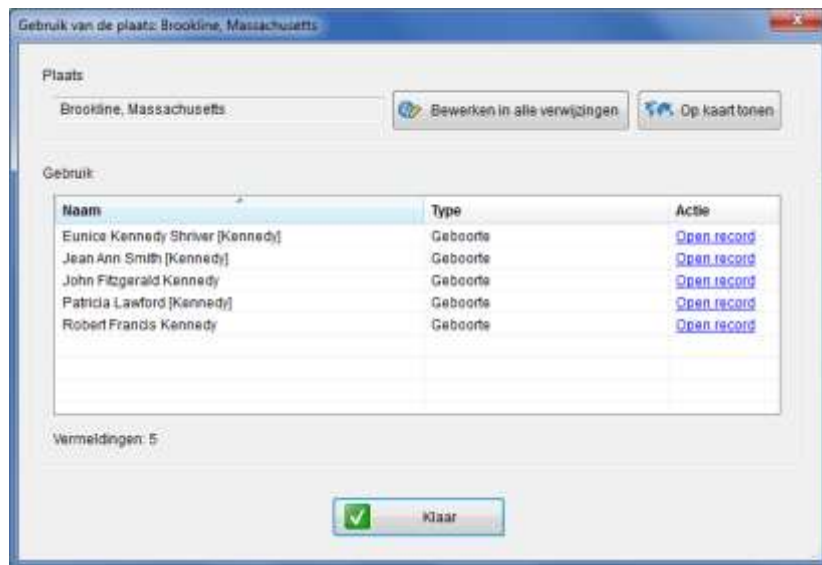 Gebruik van de plaats: Brookline, Massachusetts
Plaats
Brookline, Massachusetts Bewerken in alle verwijzingen Op kaart tonen
Gebruik
Naam Type Actie
Eunice Kennedy Shriver [Kennedy] Geboorte Open record
Jean Ann Smith [Kennedy] Geboorte Open record
John Fitzgerald Kennedy Geboorte Open record
Patricia Lawford [Kennedy] Geboorte Open record
Robert Francis Kennedy Geboorte Open record
Vermeldingen: 5
Klaar